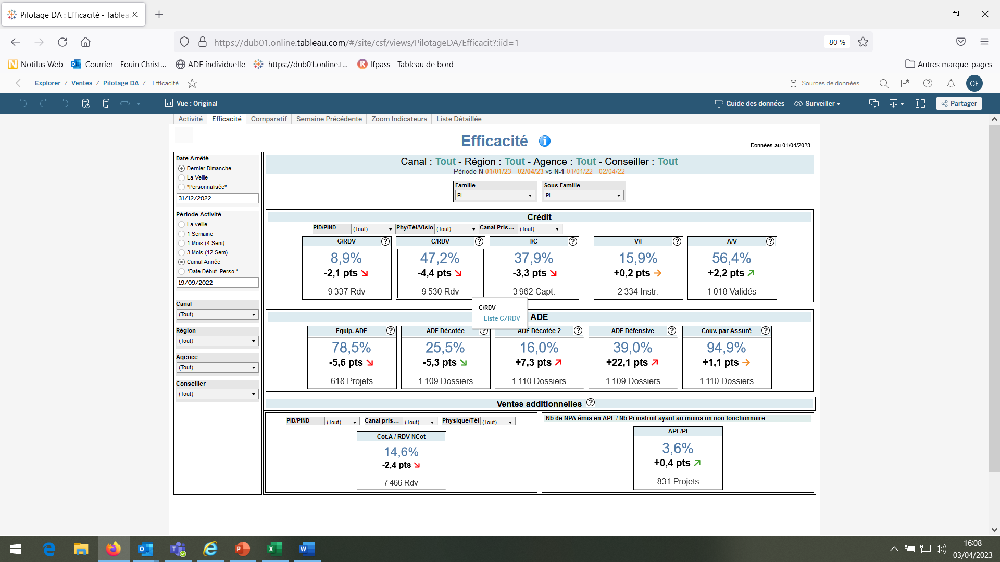 Pilotage DA : Efficacité - Tablea
https://dub01.online.tableau.com/#/site/csf/views/PilotageDA/Efficacit?:iid=1
80 %
Notilus Web
Courrier - Fouin Christ...
ADE individuelle
https://dub01.online.t...
Ifpass - Tableau de bord
Autres marque-pages
Explorer / Ventes / Pilotage DA / Efficacité
Sources de données
CF
Vue : Original
Guide des données
Surveiller
Partager
Activité
Efficacité
Comparatif
Semaine Précédente
Zoom Indicateurs
Liste Détaillée
Efficacité
Données au 01/04/2023
Date Arrêté
Dernier Dimanche
La Veille
*Personnalisée*
31/12/2022
Période Activité
La veille
1 Semaine
1 Mois (4 Sem)
3 Mois (12 Sem)
Cumul Année
*Date Début. Perso.*
19/09/2022
Canal
(Tout)
Région
(Tout)
Agence
(Tout)
Conseiller
(Tout)
Canal : Tout - Région : Tout - Agence : Tout - Conseiller : Tout
Période N 01/01/23 - 02/04/23 vs N-1 01/01/22 - 02/04/22
Famille
PI
Sous Famille
PI
Crédit
PID/PIND
(Tout)
Phy/Tél/Visio
(Tout)
Canal Pris...
(Tout)
G/RDV
?
8,9%
-2,1 pts
9 337 Rdv
C/RDV
?
47,2%
-4,4 pts
9 530 Rdv
I/C
?
37,9%
-3,3 pts
3 962 Capt.
V/I
?
15,9%
+0,2 pts
2 334 Instr.
A/V
?
56,4%
+2,2 pts
1 018 Validés
C/RDV
Liste C/RDV
ADE
Equip. ADE
?
78,5%
-5,6 pts
618 Projets
ADE Décotée
?
25,5%
-5,3 pts
1 109 Dossiers
ADE Décotée 2
?
16,0%
+7,3 pts
1 110 Dossiers
ADE Défensive
?
39,0%
+22,1 pts
1 109 Dossiers
Couv. par Assuré
?
94,9%
+1,1 pts
1 110 Dossiers
Ventes additionnelles
?
PID/PIND
(Tout)
Canal pris...
(Tout)
Physique/Tél
(Tout)
Cot.A / RDV NCot
14,6%
-2,4 pts
7 466 Rdv
Nb de NPA émis en APE / Nb Pi instruit ayant au moins un non fonctionnaire
APE/PI
3,6%
+0,4 pts
831 Projets
16:08
03/04/2023